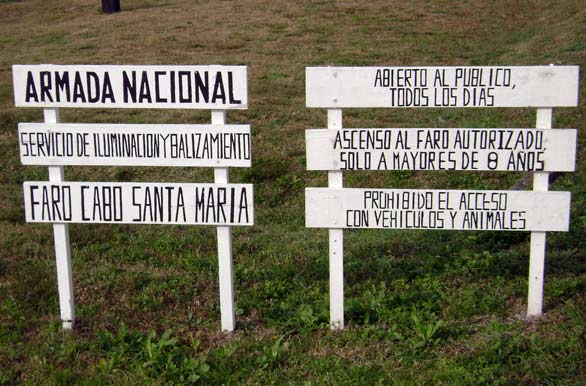 ARMADA NACIONAL
SERVICIO DE ILUMINACION Y BALIZAMIENTO
FARO CABO SANTA MARIA
ABIERTO AL PUBLICO,
TODOS LOS DIAS
ASCENSO AL FARO AUTORIZADO,
SOLO A MAYORES DE 8 AÑOS
PROHIBIDO EL ACCESO
CON VEHICULOS Y ANIMALES